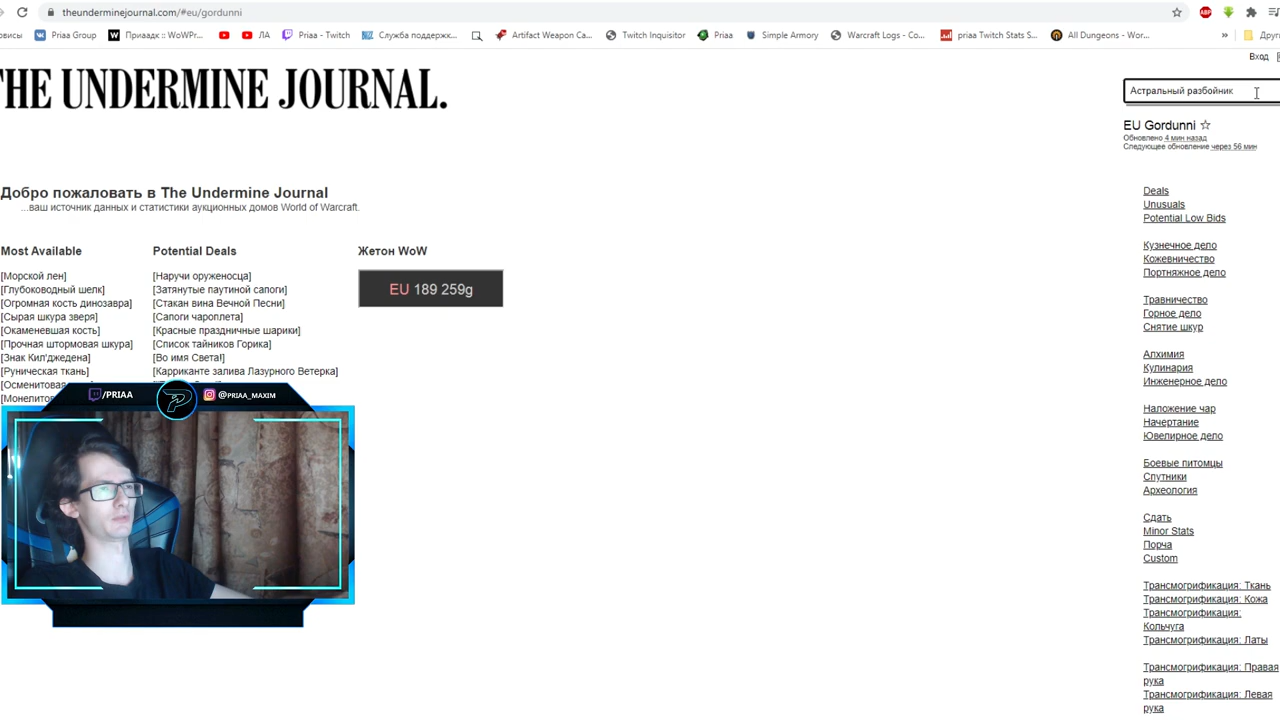 theunderminejournal.com/#eu/gordunni
рвисы
Priaa Group
Приаадк :: WoWPr...
ЛА
Priaa - Twitch
Служба поддержк...
Artifact Weapon Ca...
Twitch Inquisitor
Priaa
Simple Armory
Warcraft Logs - Co...
priaa Twitch Stats S...
All Dungeons - Wor...
»
Друг
Вход
THE UNDERMINE JOURNAL.
Астральный разбойник
EU Gordunni ☆
Обновлено 4 мин назад
Следующее обновление через 56 мин
Добро пожаловать в The Undermine Journal
...ваш источник данных и статистики аукционных домов World of Warcraft.
Most Available
[Морской лен]
[Глубоководный шелк]
[Огромная кость динозавра]
[Сырая шкура зверя]
[Окаменевшая кость]
[Прочная штормовая шкура]
[Знак Кил'джедена]
[Руническая ткань]
[Осменитовая
[Монелитов
Potential Deals
[Наручи оруженосца]
[Затянутые паутиной сапоги]
[Стакан вина Вечной Песни]
[Сапоги чароплета]
[Красные праздничные шарики]
[Список тайников Горика]
[Во имя Света!]
[Карриканте залива Лазурного Ветерка]
Жетон WoW
EU 189 259g
Deals
Unusuals
Potential Low Bids
Кузнечное дело
Кожевничество
Портняжное дело
Травничество
Горное дело
Снятие шкур
Алхимия
Кулинария
Инженерное дело
Наложение чар
Начертание
Ювелирное дело
Боевые питомцы
Спутники
Археология
Сдать
Minor Stats
Порча
Custom
Трансмогрификация: Ткань
Трансмогрификация: Кожа
Трансмогрификация:
Кольчуга
Трансмогрификация: Латы
Трансмогрификация: Правая
рука
Трансмогрификация: Левая
рука
/PRIAA
@PRIAA_MAXIM